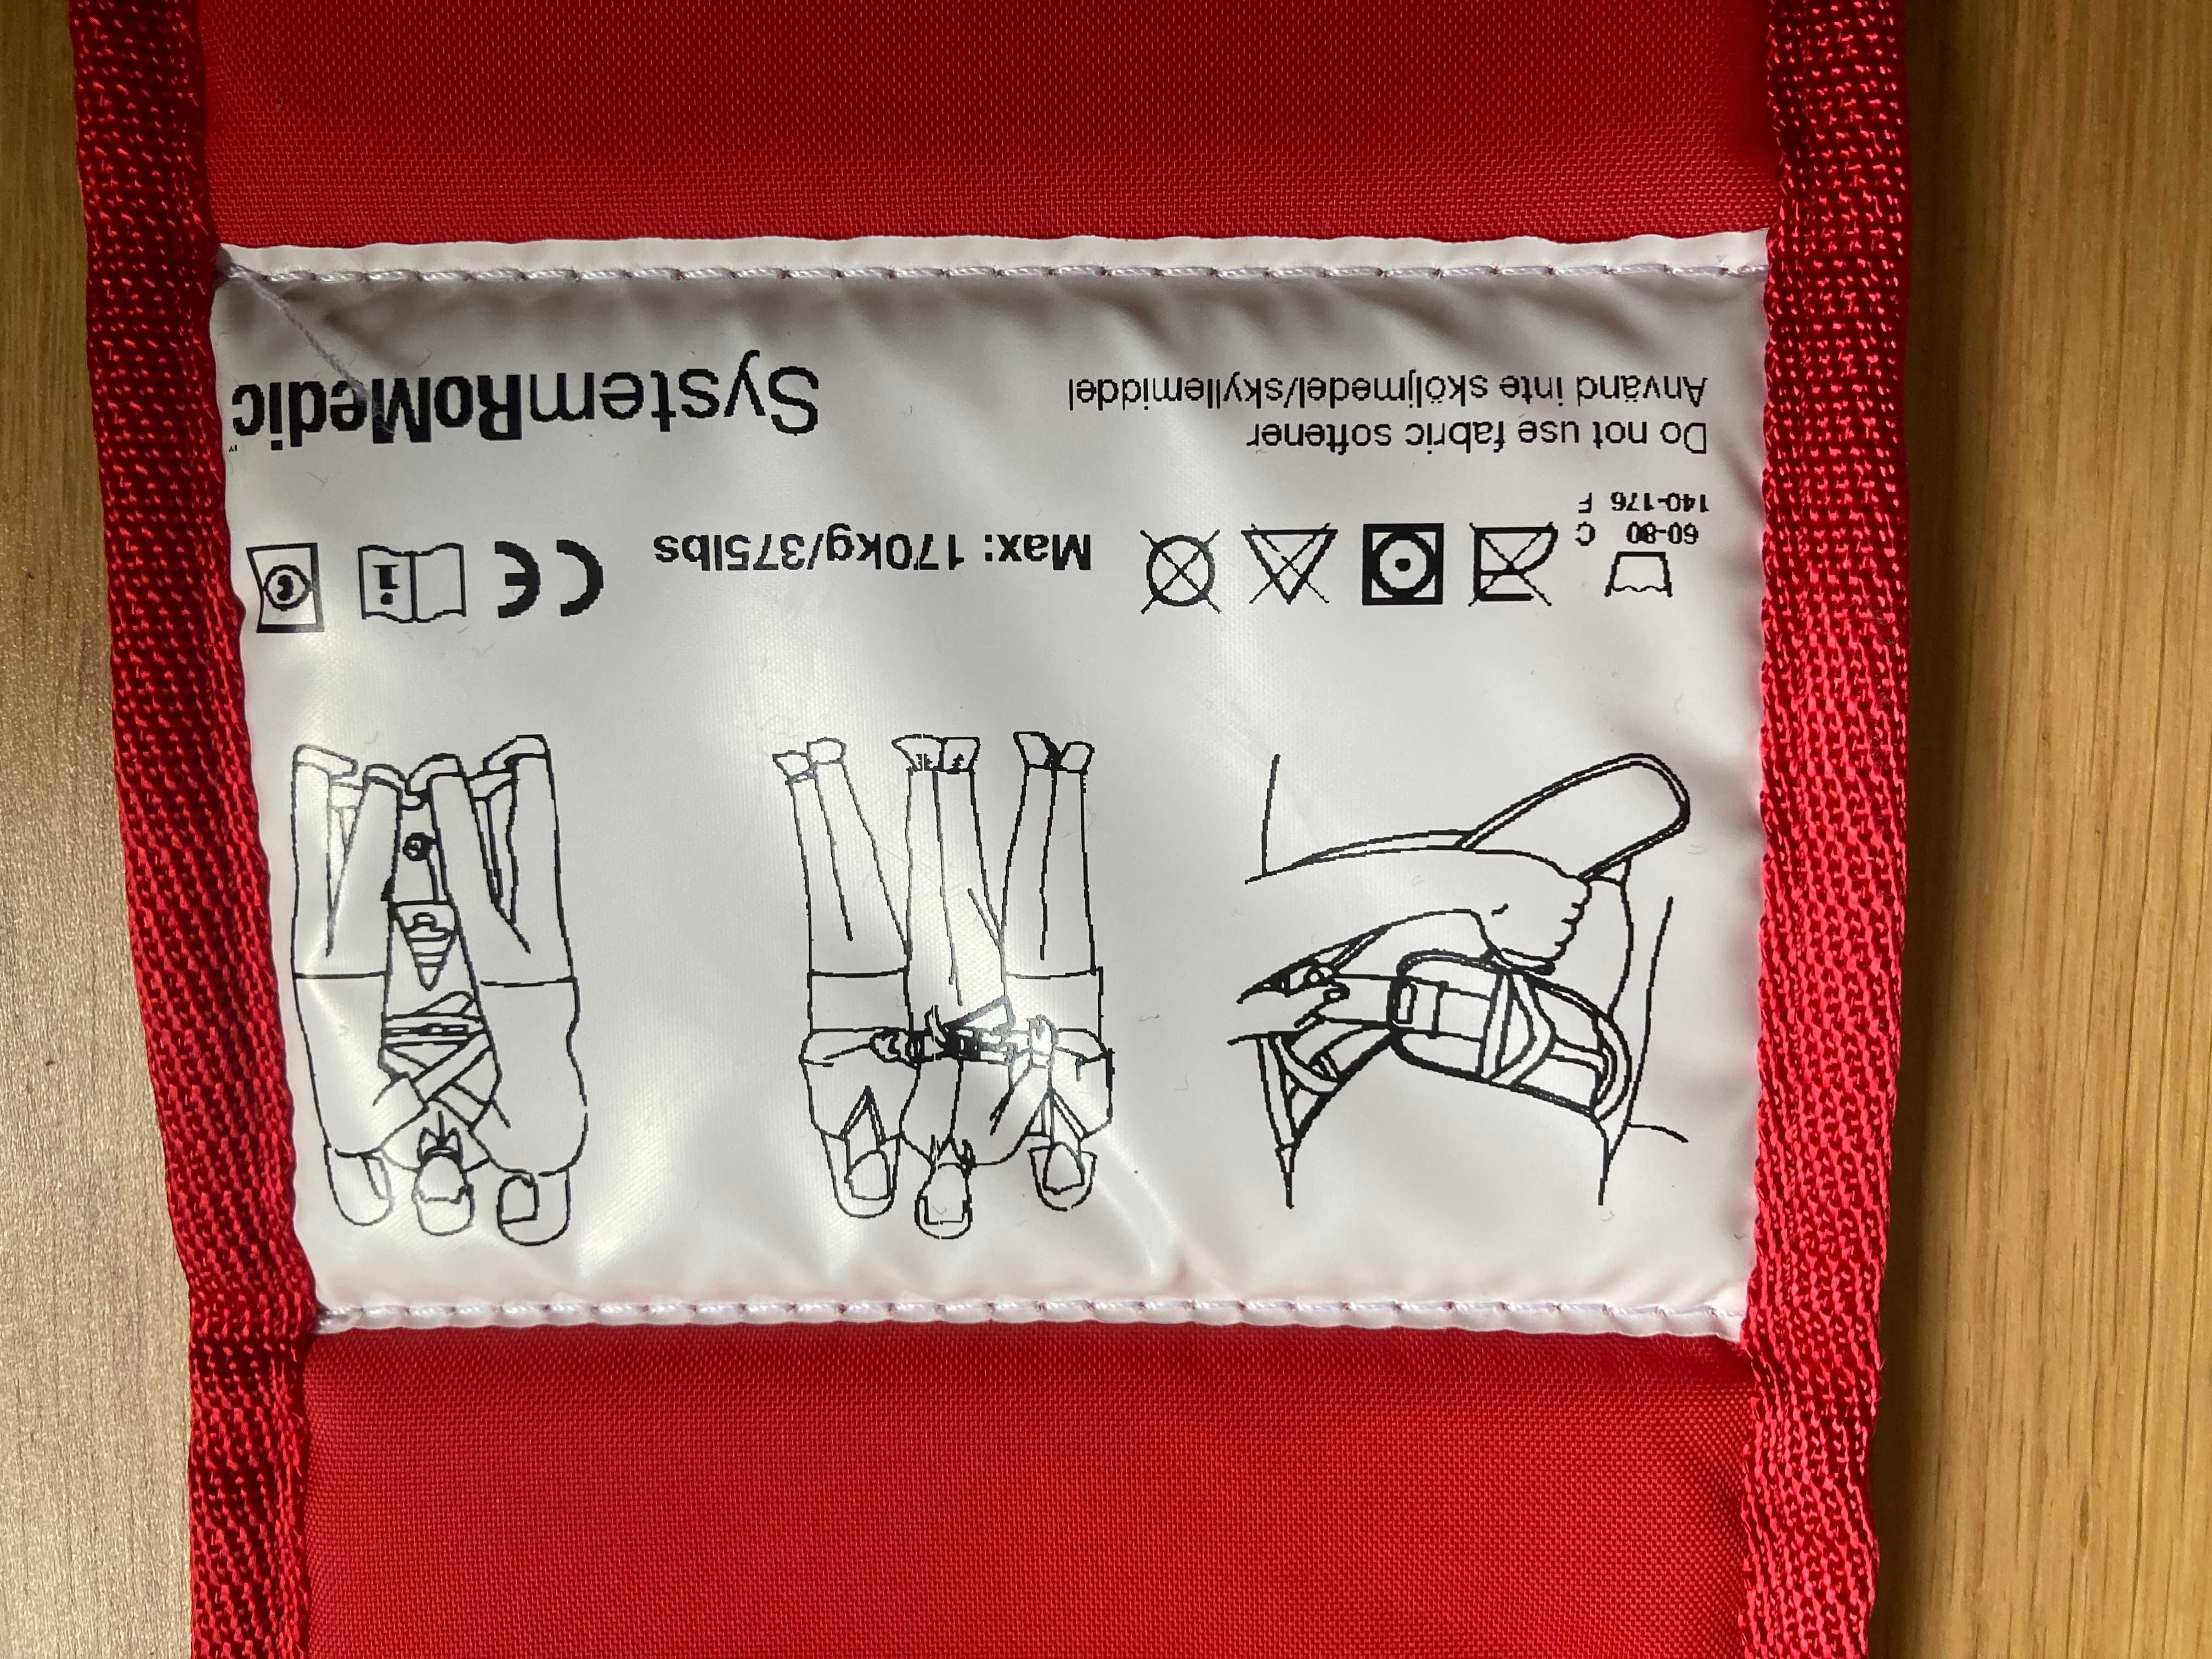 60-80 C
140-176 F
Max: 170kg/375lbs
CE
i
Do not use fabric softener
Använd inte sköljmedel/skyllemiddel
SystemRoMedic